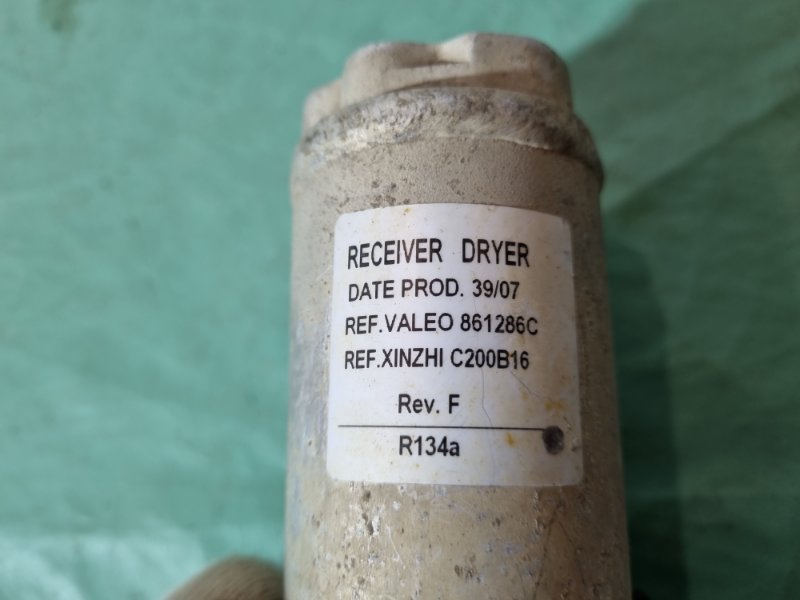 RECEIVER DRYER
DATE PROD. 39/07
REF.VALEO 861286C
REF.XINZHI C200B16
Rev. F
R134a